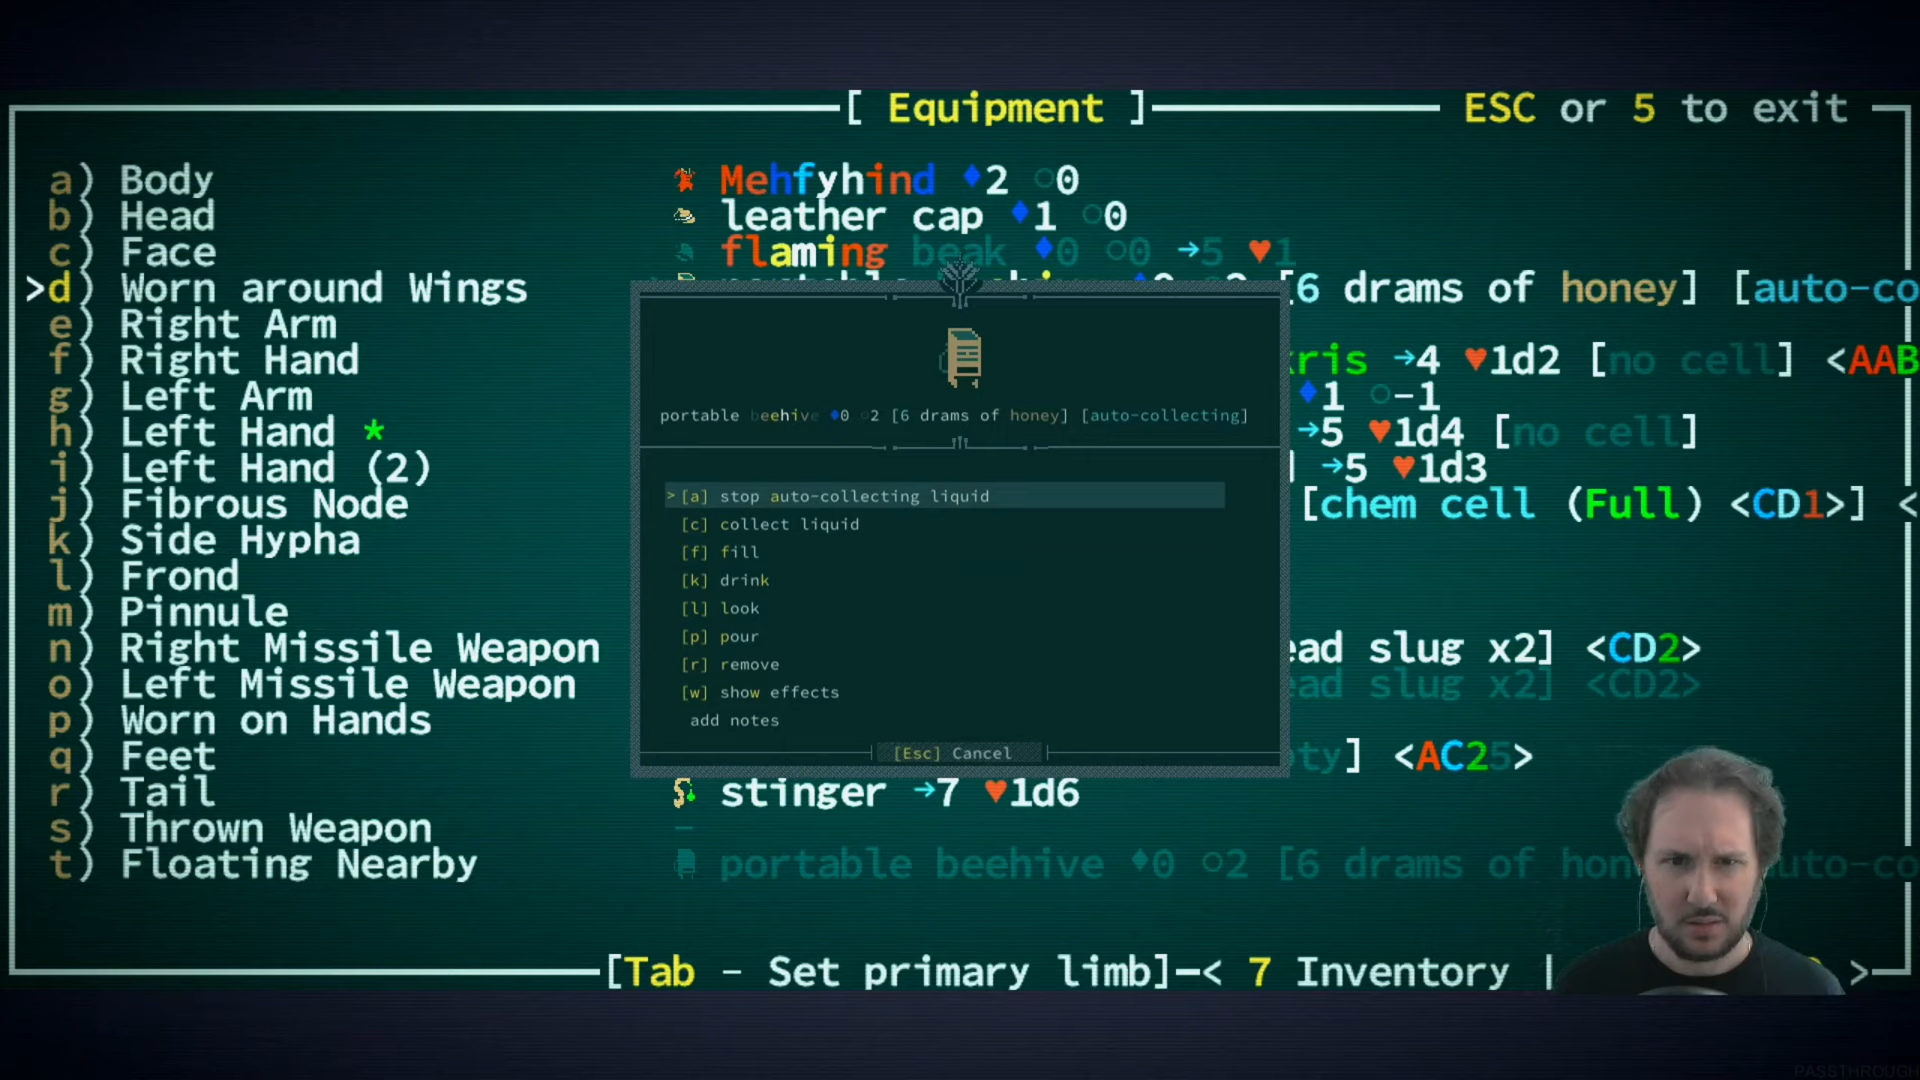 [ Equipment ] ESC or 5 to exit
a) Body Mehfyhind ♦2 ○0
b) Head leather cap ♦1 ○0
c) Face flaming beak ♦0 ○0 →5 ♥1
>d) Worn around Wings [6 drams of honey] [auto-co
e) Right Arm
f) Right Hand kris →4 ♥1d2 [no cell] <AAB
g) Left Arm ♦1 ○-1
h) Left Hand * →5 ♥1d4 [no cell]
i) Left Hand (2) ] →5 ♥1d3
j) Fibrous Node [chem cell (Full) <CD1>] <
k) Side Hypha
l) Frond
m) Pinnule
n) Right Missile Weapon ead slug x2] <CD2>
o) Left Missile Weapon ead slug x2] <CD2>
p) Worn on Hands
q) Feet ty] <AC25>
r) Tail stinger →7 ♥1d6
s) Thrown Weapon -
t) Floating Nearby portable beehive ♦0 ○2 [6 drams of hon uto-co
portable beehive ♦0 ○2 [6 drams of honey] [auto-collecting]
> [a] stop auto-collecting liquid
[c] collect liquid
[f] fill
[k] drink
[l] look
[p] pour
[r] remove
[w] show effects
add notes
[Esc] Cancel
[Tab - Set primary limb]-< 7 Inventory | >
PASSTHROUGH